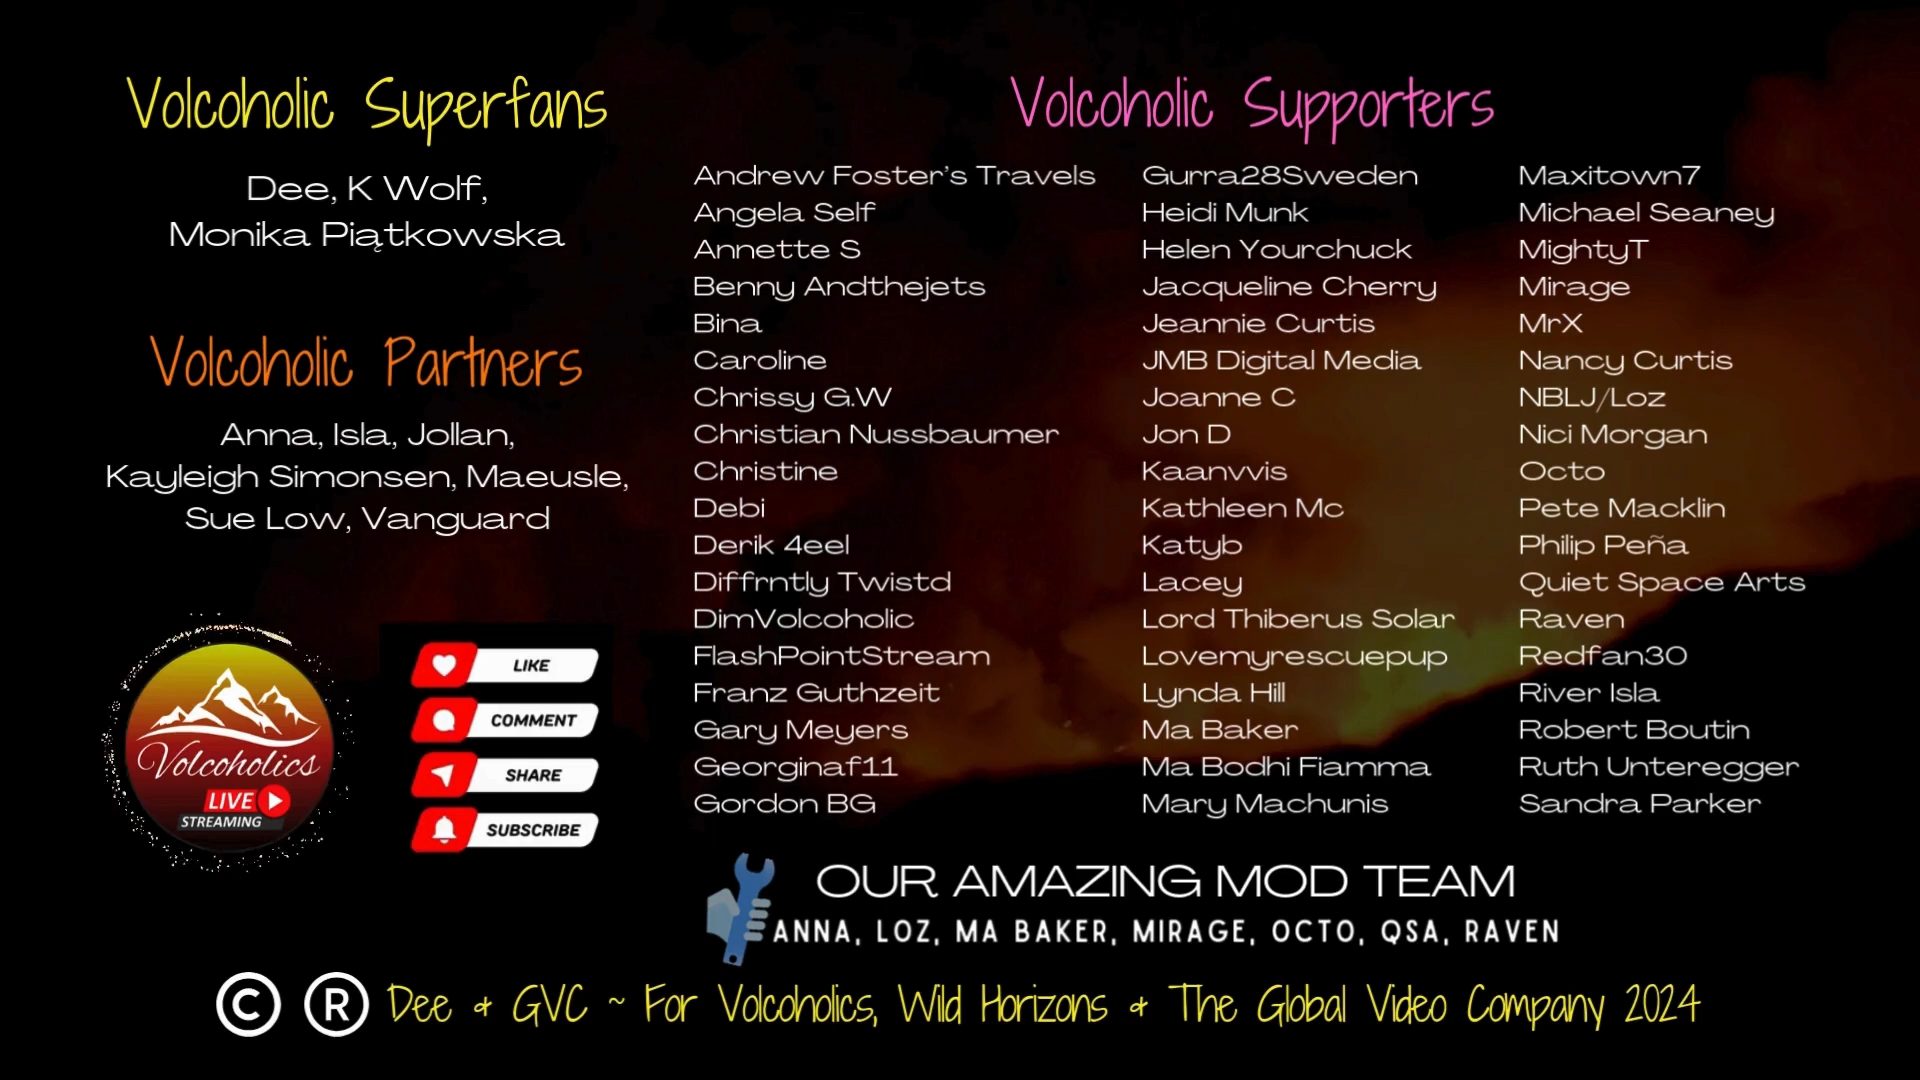 Volcoholic Superfans
Dee, K Wolf,
Monika Piątkowska
Volcoholic Partners
Anna, Isla, Jollan,
Kayleigh Simonsen, Maeusle,
Sue Low, Vanguard
Volcoholics
LIVE
STREAMING
LIKE
COMMENT
SHARE
SUBSCRIBE
Volcoholic Supporters
Andrew Foster's Travels
Angela Self
Annette S
Benny Andthejets
Bina
Caroline
Chrissy G.W
Christian Nussbaumer
Christine
Debi
Derik 4eel
Diffrntly Twistd
DimVolcoholic
FlashPointStream
Franz Guthzeit
Gary Meyers
Georginaf11
Gordon BG
Gurra28Sweden
Heidi Munk
Helen Yourchuck
Jacqueline Cherry
Jeannie Curtis
JMB Digital Media
Joanne C
Jon D
Kaanvvis
Kathleen Mc
Katyb
Lacey
Lord Thiberus Solar
Lovemyrescuepup
Lynda Hill
Ma Baker
Ma Bodhi Fiamma
Mary Machunis
Maxitown7
Michael Seaney
MightyT
Mirage
MrX
Nancy Curtis
NBLJ/Loz
Nici Morgan
Octo
Pete Macklin
Philip Peña
Quiet Space Arts
Raven
Redfan30
River Isla
Robert Boutin
Ruth Unteregger
Sandra Parker
OUR AMAZING MOD TEAM
ANNA, LOZ, MA BAKER, MIRAGE, OCTO, QSA, RAVEN
© ® Dee & GVC ~ For Volcoholics, Wild Horizons & The Global Video Company 2024